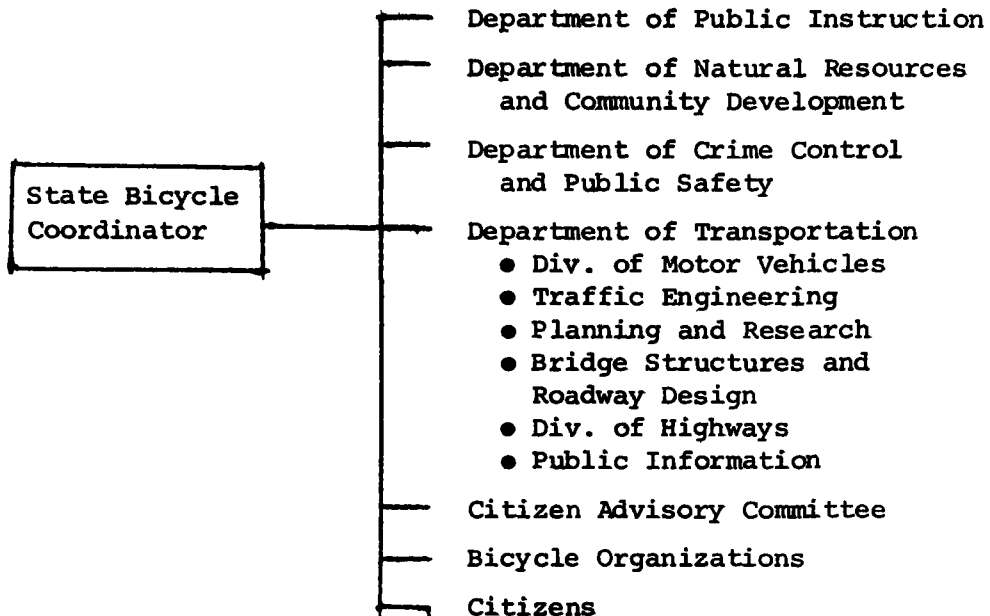 Department of Public Instruction
Department of Natural Resources
and Community Development
Department of Crime Control
and Public Safety
State Bicycle
Coordinator
Department of Transportation
● Div. of Motor Vehicles
● Traffic Engineering
● Planning and Research
● Bridge Structures and
Roadway Design
● Div. of Highways
● Public Information
Citizen Advisory Committee
Bicycle Organizations
Citizens